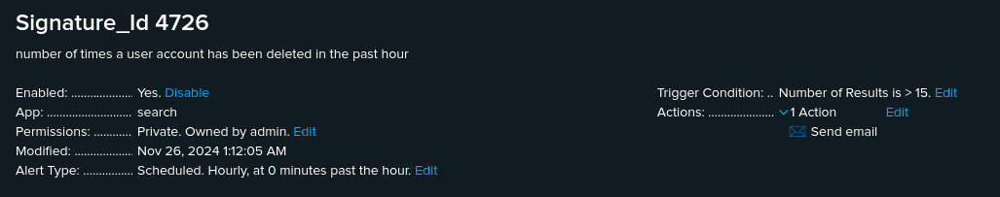 Signature_Id 4726
number of times a user account has been deleted in the past hour
Enabled: ................... Yes. Disable
App: .......................... search
Permissions: ............ Private. Owned by admin. Edit
Modified: .................. Nov 26, 2024 1:12:05 AM
Alert Type: ............... Scheduled. Hourly, at 0 minutes past the hour. Edit
Trigger Condition: .. Number of Results is > 15. Edit
Actions: ..................... 1 Action Edit
Send email